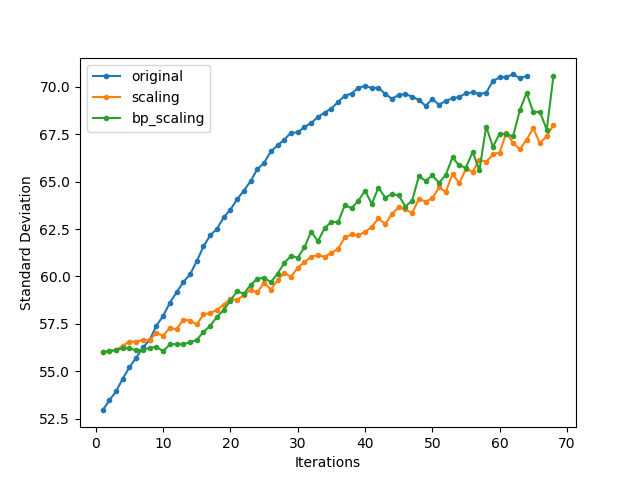 original
scaling
bp_scaling
70.0
67.5
65.0
62.5
60.0
57.5
55.0
52.5
Standard Deviation
0 10 20 30 40 50 60 70
Iterations